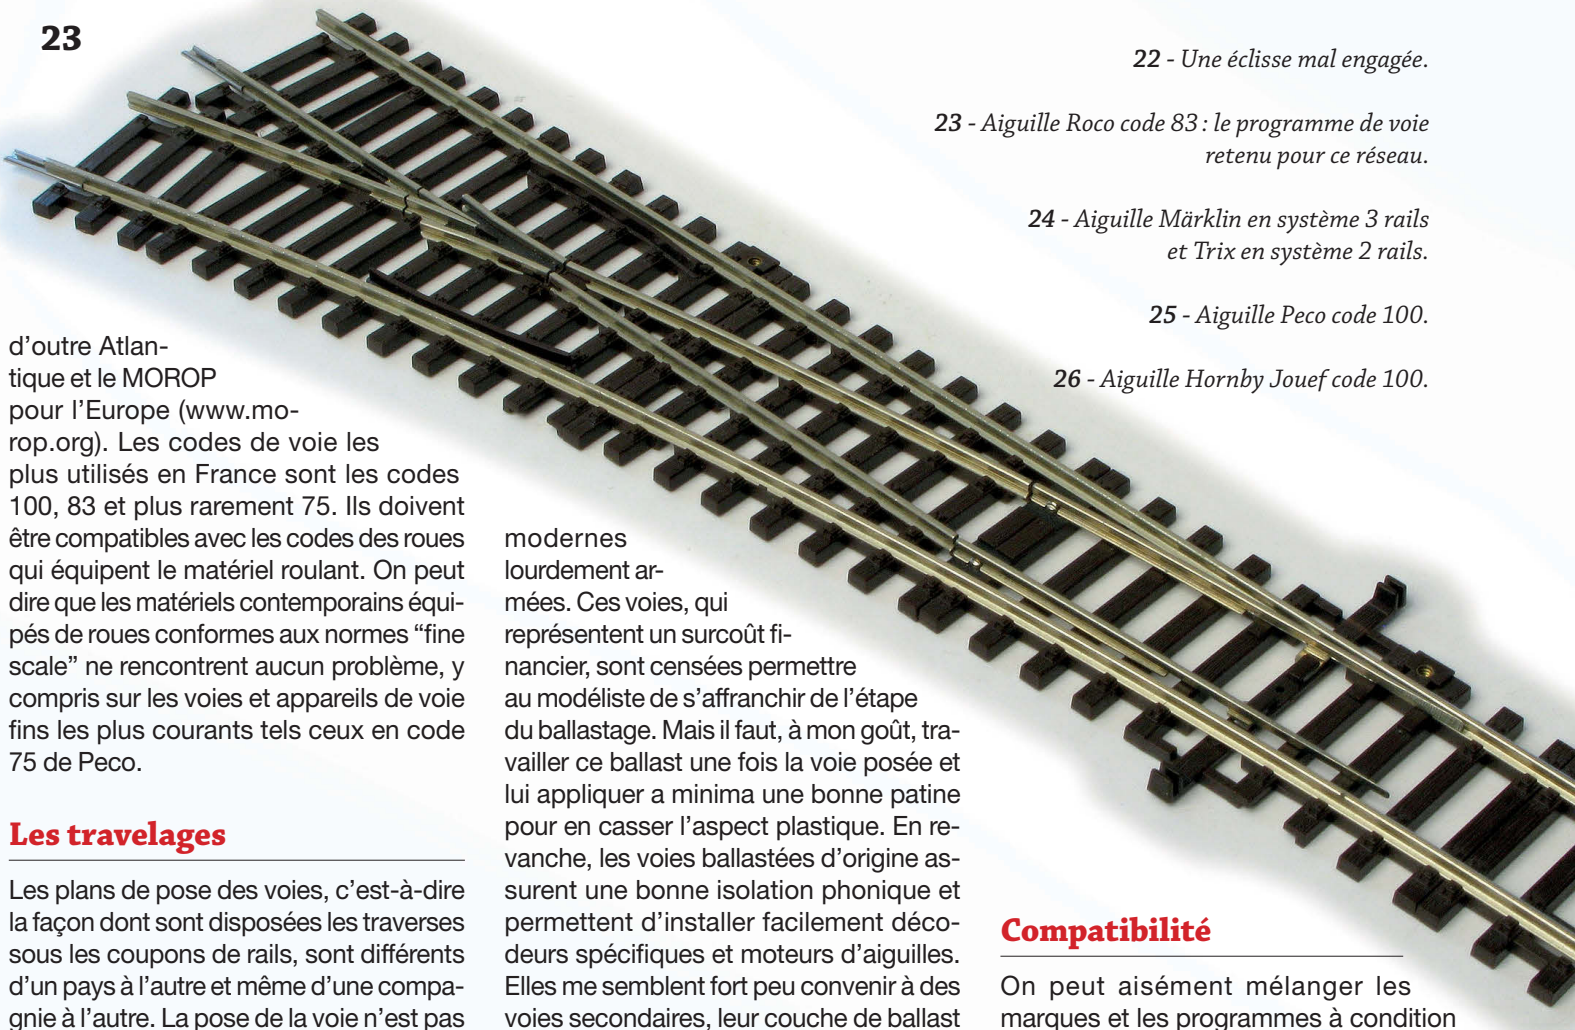 23
22 - Une éclisse mal engagée.
23 - Aiguille Roco code 83 : le programme de voie
retenu pour ce réseau.
24 - Aiguille Märklin en système 3 rails
et Trix en système 2 rails.
25 - Aiguille Peco code 100.
26 - Aiguille Hornby Jouef code 100.
d’outre Atlan-
tique et le MOROP
pour l’Europe (www.mo-
rop.org). Les codes de voie les
plus utilisés en France sont les codes
100, 83 et plus rarement 75. Ils doivent
être compatibles avec les codes des roues
qui équipent le matériel roulant. On peut
dire que les matériels contemporains équi-
pés de roues conformes aux normes “fine
scale” ne rencontrent aucun problème, y
compris sur les voies et appareils de voie
fins les plus courants tels ceux en code
75 de Peco.
Les travelages
Les plans de pose des voies, c’est-à-dire
la façon dont sont disposées les traverses
sous les coupons de rails, sont différents
d’un pays à l’autre et même d’une compa-
gnie à l’autre. La pose de la voie n’est pas
modernes
lourdement ar-
mées. Ces voies, qui
représentent un surcoût fi-
nancier, sont censées permettre
au modéliste de s’affranchir de l’étape
du ballastage. Mais il faut, à mon goût, tra-
vailler ce ballast une fois la voie posée et
lui appliquer a minima une bonne patine
pour en casser l’aspect plastique. En re-
vanche, les voies ballastées d’origine as-
surent une bonne isolation phonique et
permettent d’installer facilement déco-
deurs spécifiques et moteurs d’aiguilles.
Elles me semblent fort peu convenir à des
voies secondaires, leur couche de ballast
Compatibilité
On peut aisément mélanger les
marques et les programmes à condition